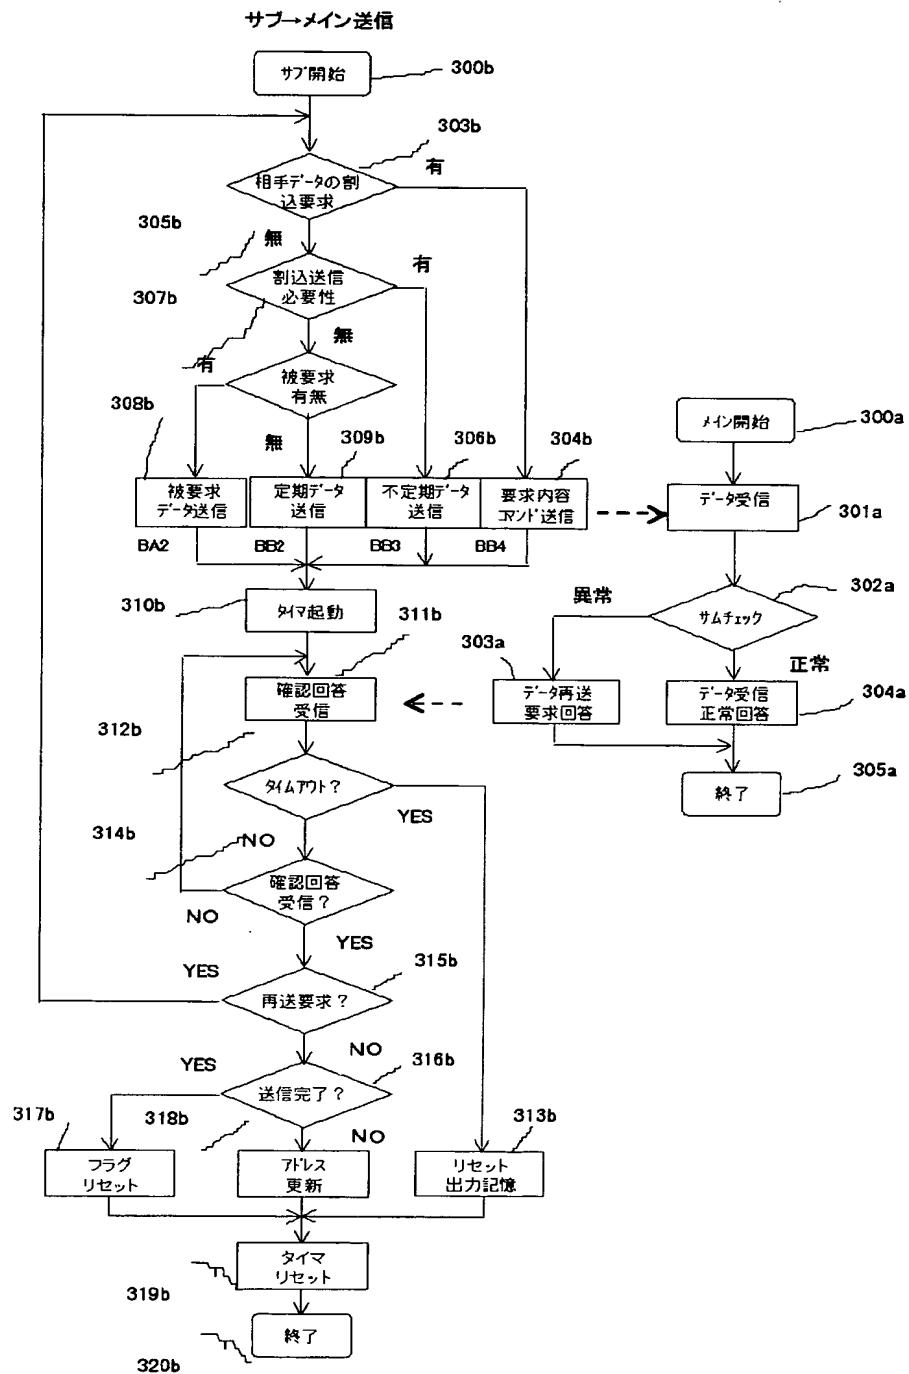 サブ→メイン送信
サブ開始
300b
303b
有
相手データの割
込要求
305b
無
有
割込送信
必要性
307b
無
有
被要求
有無
308b
無
309b
306b
304b
メイン開始
300a
被要求
データ送信
定期データ
送信
不定期データ
送信
要求内容
コマンド送信
データ受信
301a
BA2
BB2
BB3
BB4
302a
310b
タイマ起動
311b
異常
サムチェック
303a
正常
確認回答
受信
データ再送
要求回答
データ受信
正常回答
304a
312b
305a
タイムアウト?
YES
終了
314b
NO
確認回答
受信?
NO
YES
YES
315b
再送要求?
NO
YES
316b
送信完了?
317b
318b
NO
313b
フラグ
リセット
アドレス
更新
リセット
出力記憶
タイマ
リセット
319b
終了
320b